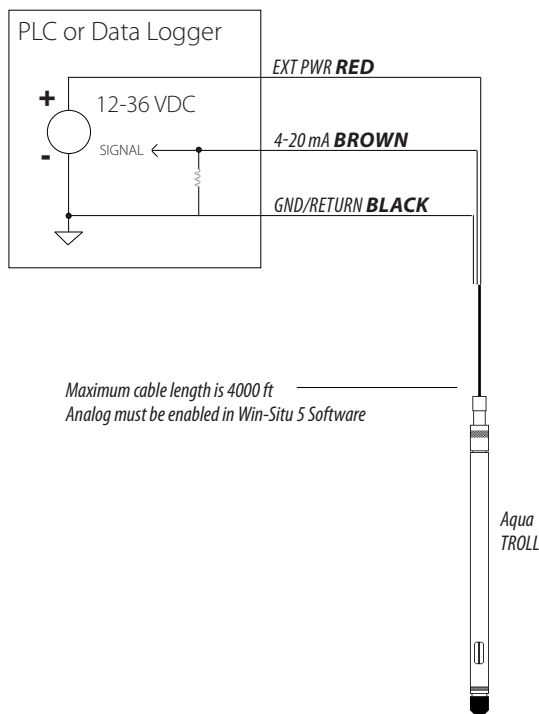 PLC or Data Logger
EXT PWR RED
+
12-36 VDC
4-20 mA BROWN
SIGNAL
-
GND/RETURN BLACK
Maximum cable length is 4000 ft
Analog must be enabled in Win-Situ 5 Software
Aqua
TROLL